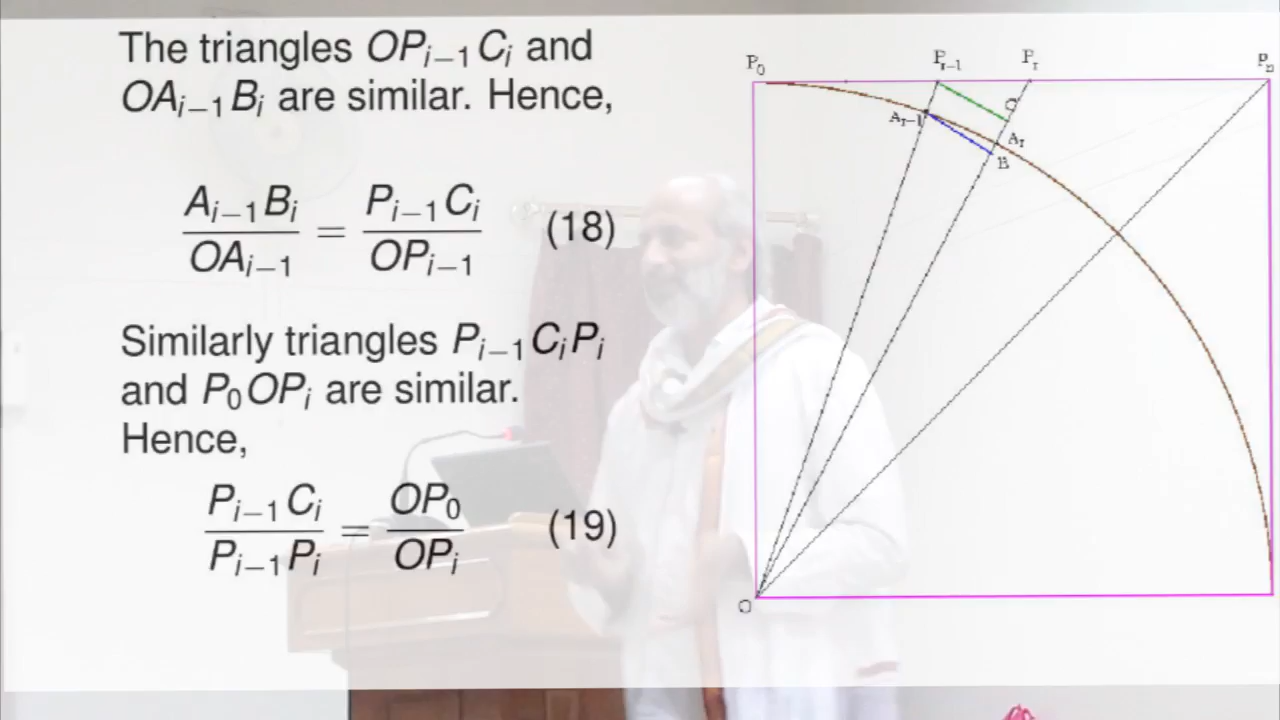 The triangles OP_{i−1}C_i and
OA_{i−1}B_i are similar. Hence,
A_{i−1}B_i / OA_{i−1} = P_{i−1}C_i / OP_{i−1} (18)
Similarly triangles P_{i−1}C_iP_i
and P_0OP_i are similar.
Hence,
P_{i−1}C_i / P_{i−1}P_i = OP_0 / OP_i (19)
P_0 P_{r−1} P_r P_n
C
A_{r−1}
A_r
B
O